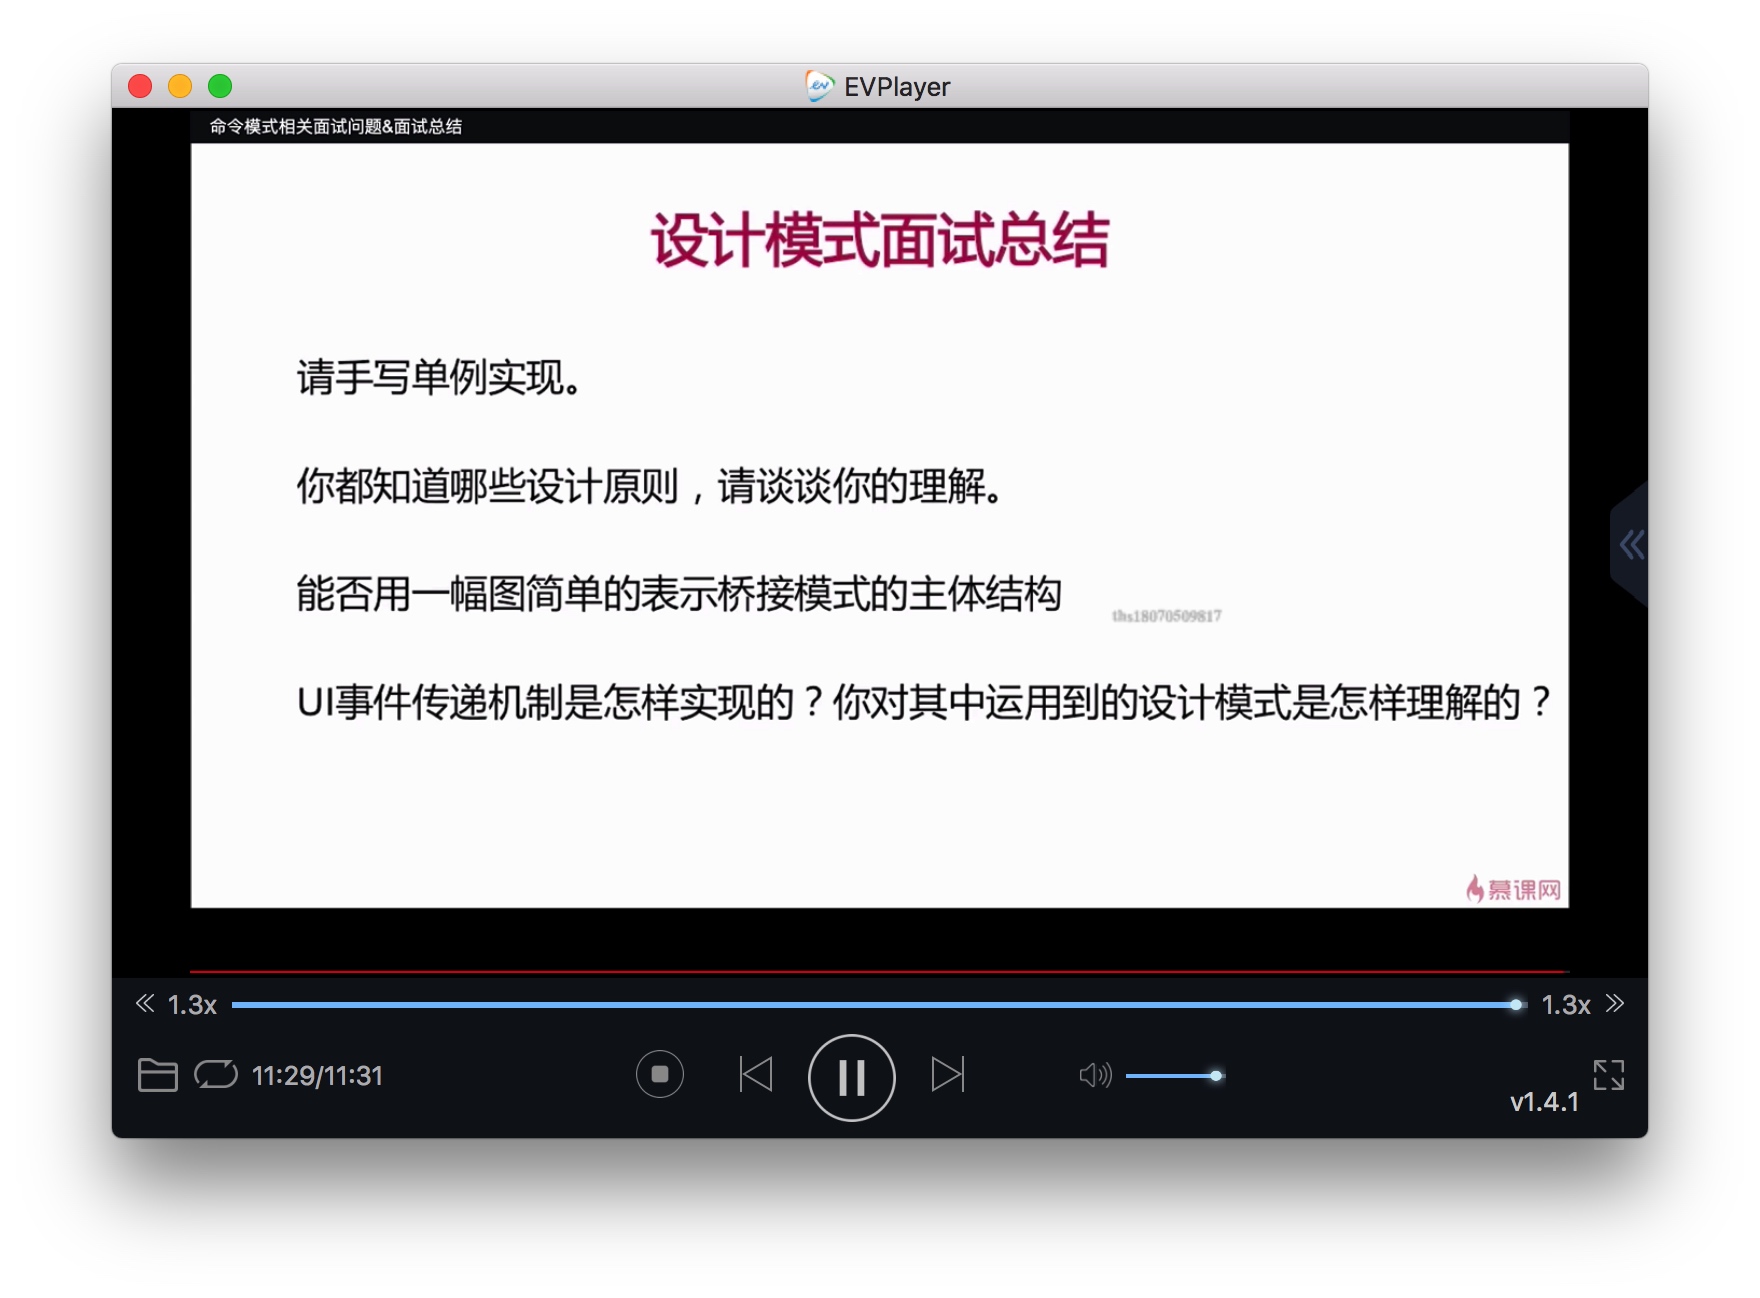 EVPlayer
命令模式相关面试问题&面试总结
设计模式面试总结
请手写单例实现。
你都知道哪些设计原则，请谈谈你的理解。
能否用一幅图简单的表示桥接模式的主体结构
ths18070509817
UI事件传递机制是怎样实现的？你对其中运用到的设计模式是怎样理解的？
慕课网
1.3x
1.3x
11:29/11:31
v1.4.1